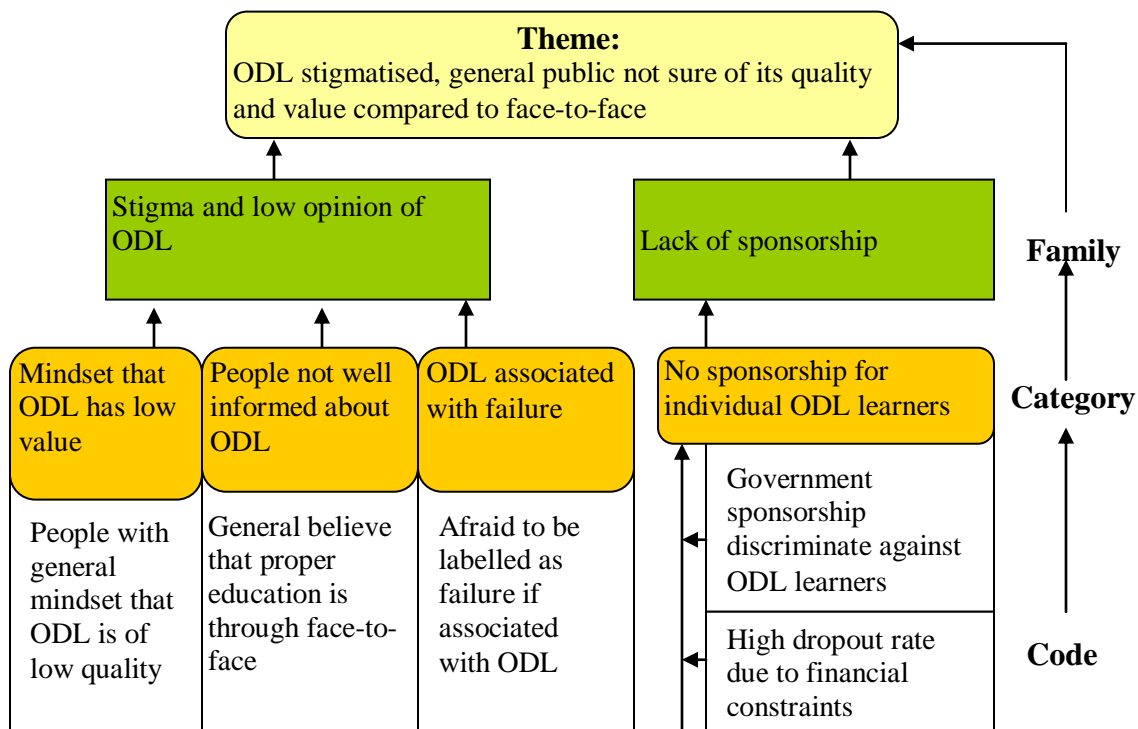 Theme:
ODL stigmatised, general public not sure of its quality
and value compared to face-to-face
Stigma and low opinion of
ODL
Lack of sponsorship
Family
Mindset that
ODL has low
value
People not well
informed about
ODL
ODL associated
with failure
No sponsorship for
individual ODL learners
Category
People with
general
mindset that
ODL is of
low quality
General believe
that proper
education is
through face-to-
face
Afraid to be
labelled as
failure if
associated
with ODL
Government
sponsorship
discriminate against
ODL learners
High dropout rate
due to financial
constraints
Code